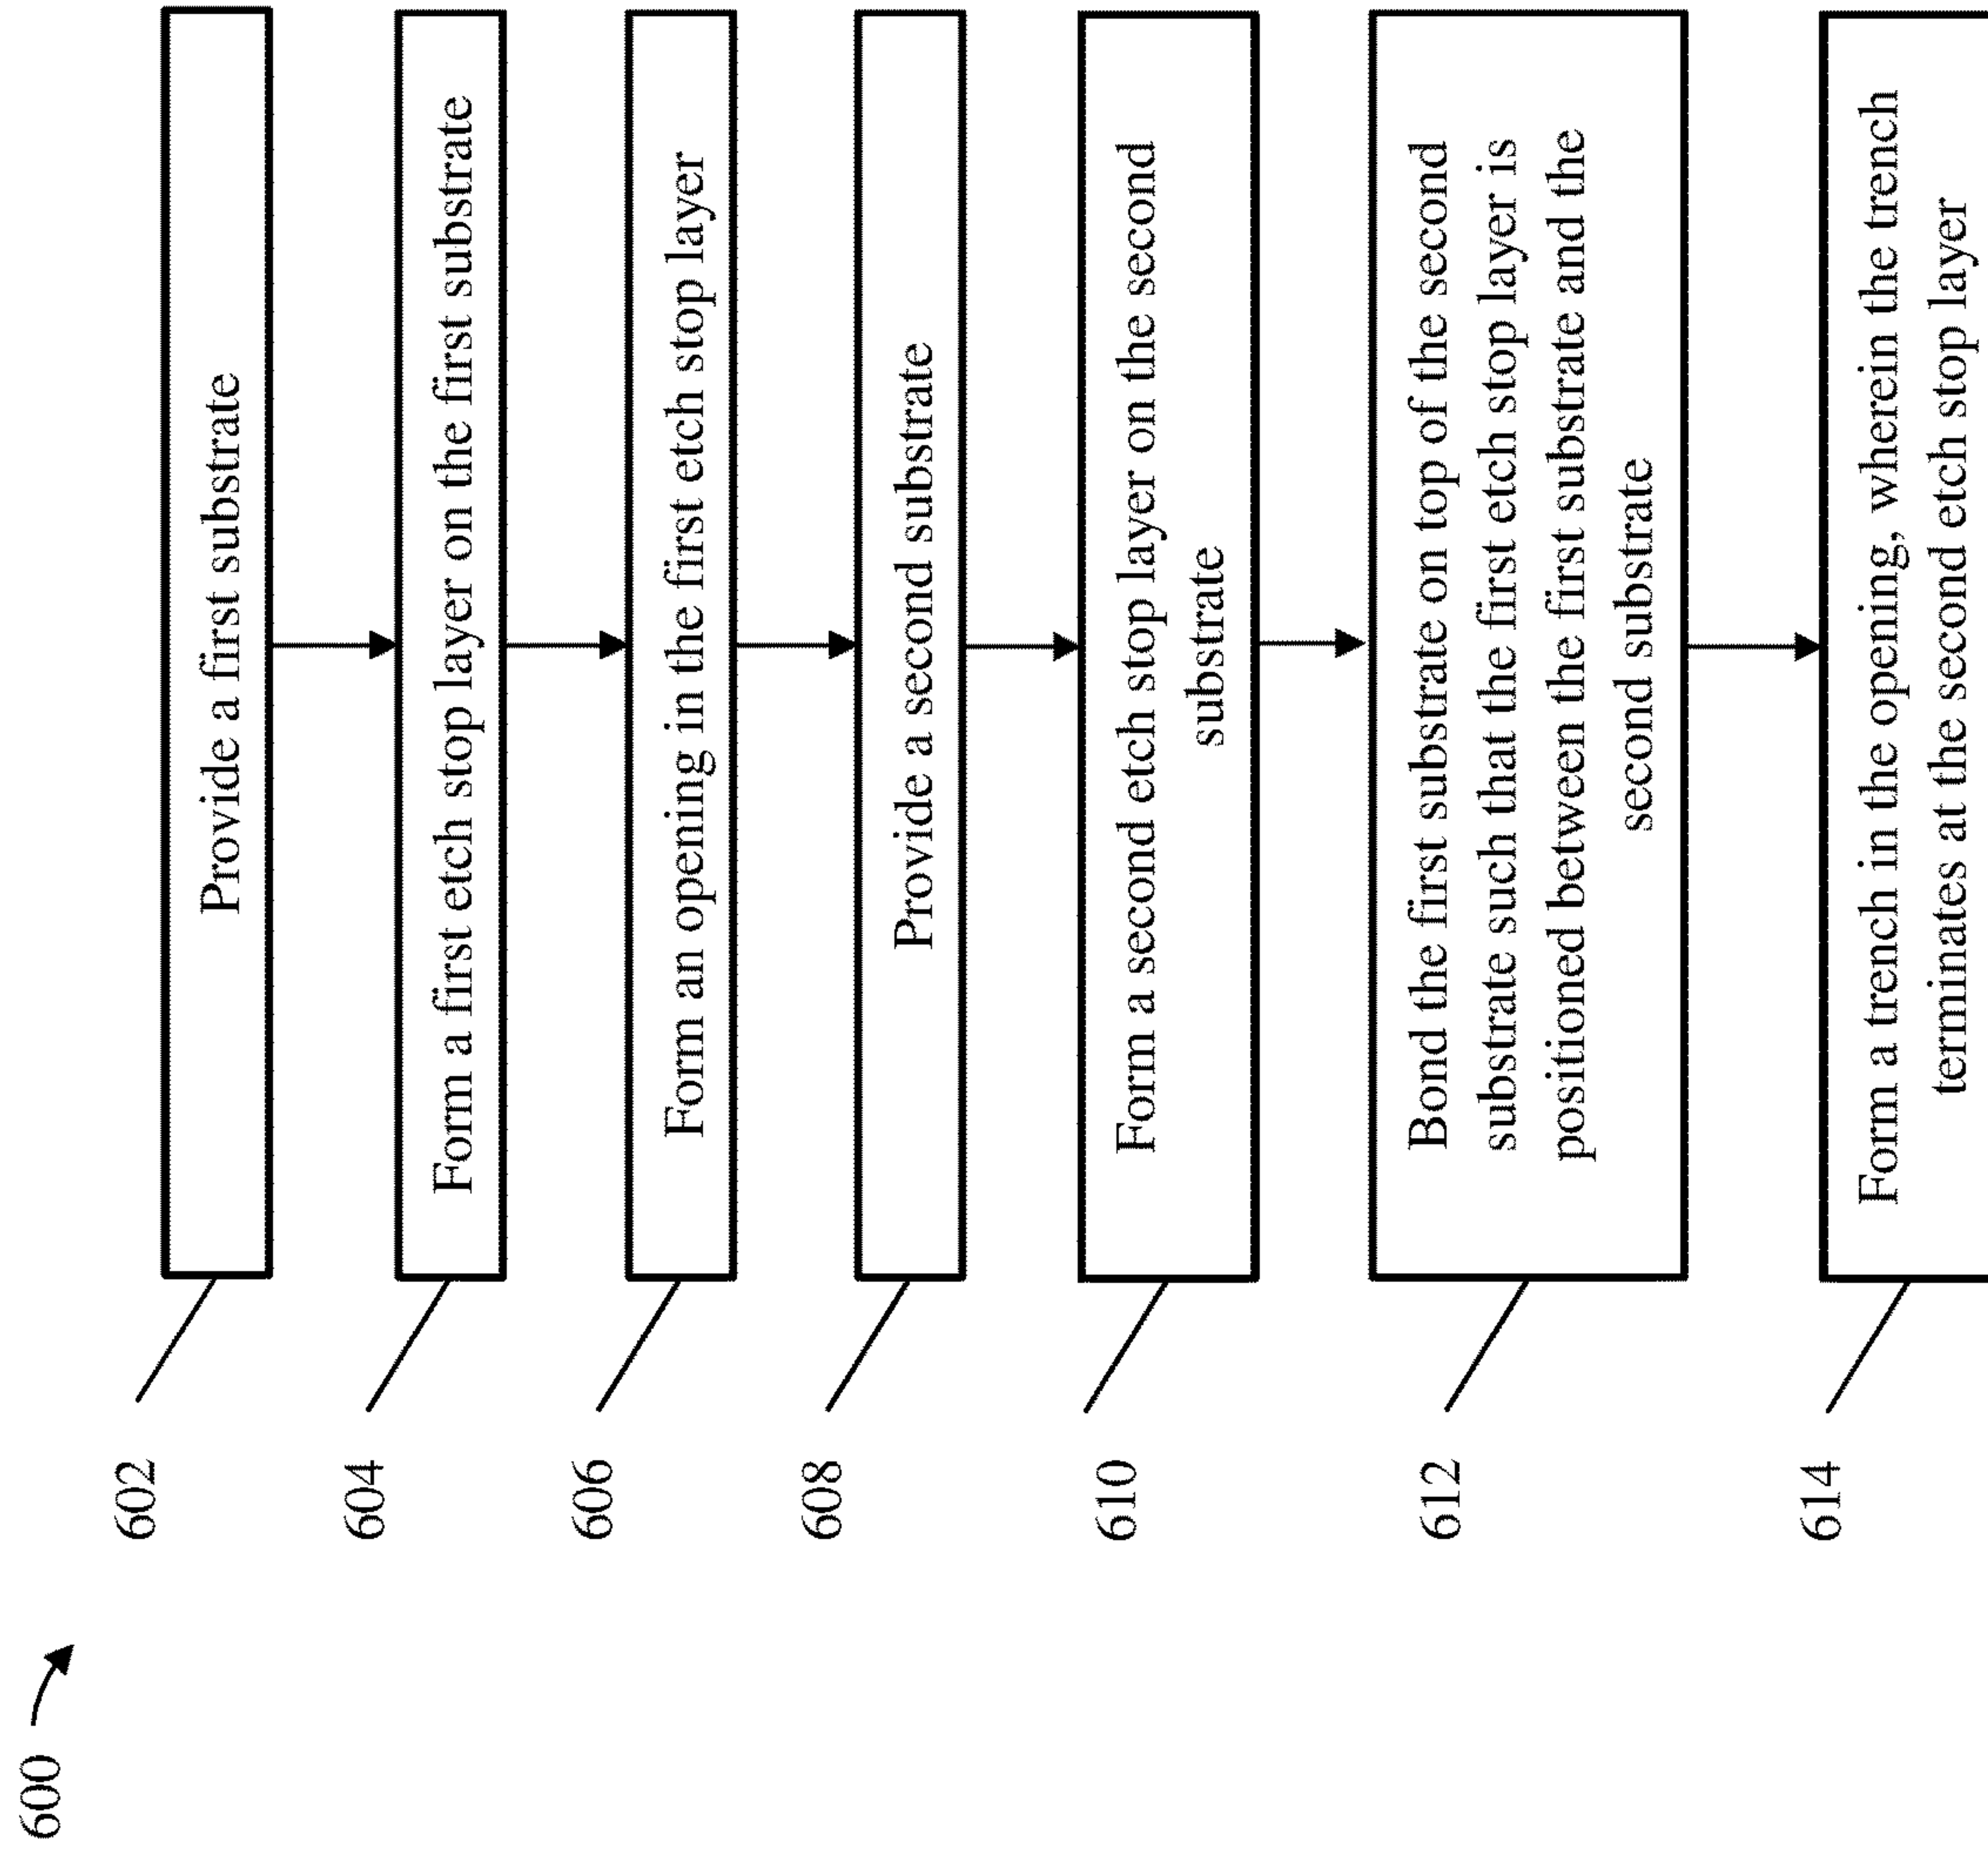 600
602
Provide a first substrate
604
Form a first etch stop layer on the first substrate
606
Form an opening in the first etch stop layer
608
Provide a second substrate
610
Form a second etch stop layer on the second
substrate
612
Bond the first substrate on top of the second
substrate such that the first etch stop layer is
positioned between the first substrate and the
second substrate
614
Form a trench in the opening, wherein the trench
terminates at the second etch stop layer